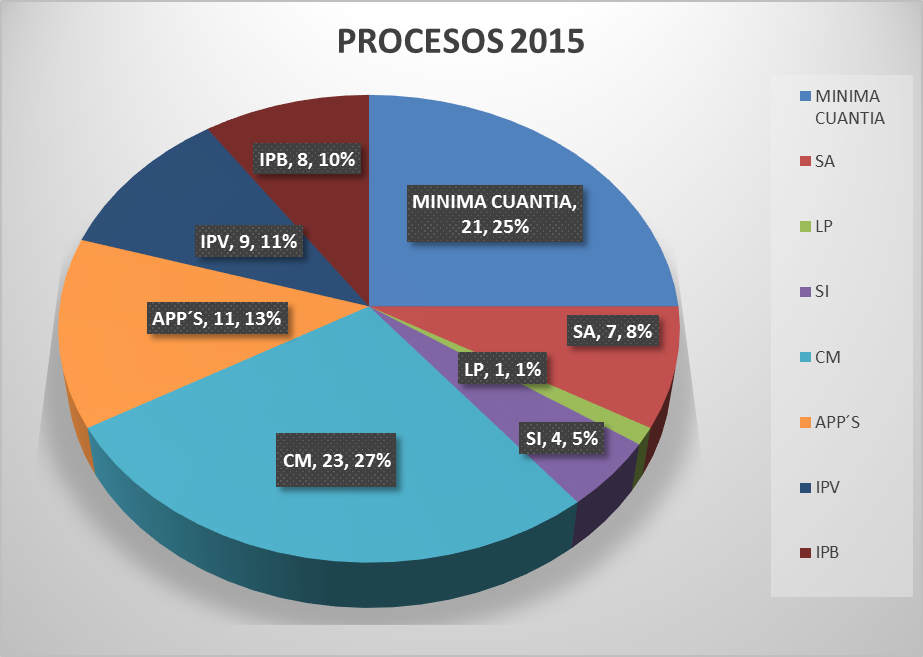 PROCESOS 2015
IPB, 8, 10%
MINIMA CUANTIA,
21, 25%
IPV, 9, 11%
APP´S, 11, 13%
SA, 7, 8%
LP, 1, 1%
SI, 4, 5%
CM, 23, 27%
MINIMA
CUANTIA
SA
LP
SI
CM
APP´S
IPV
IPB